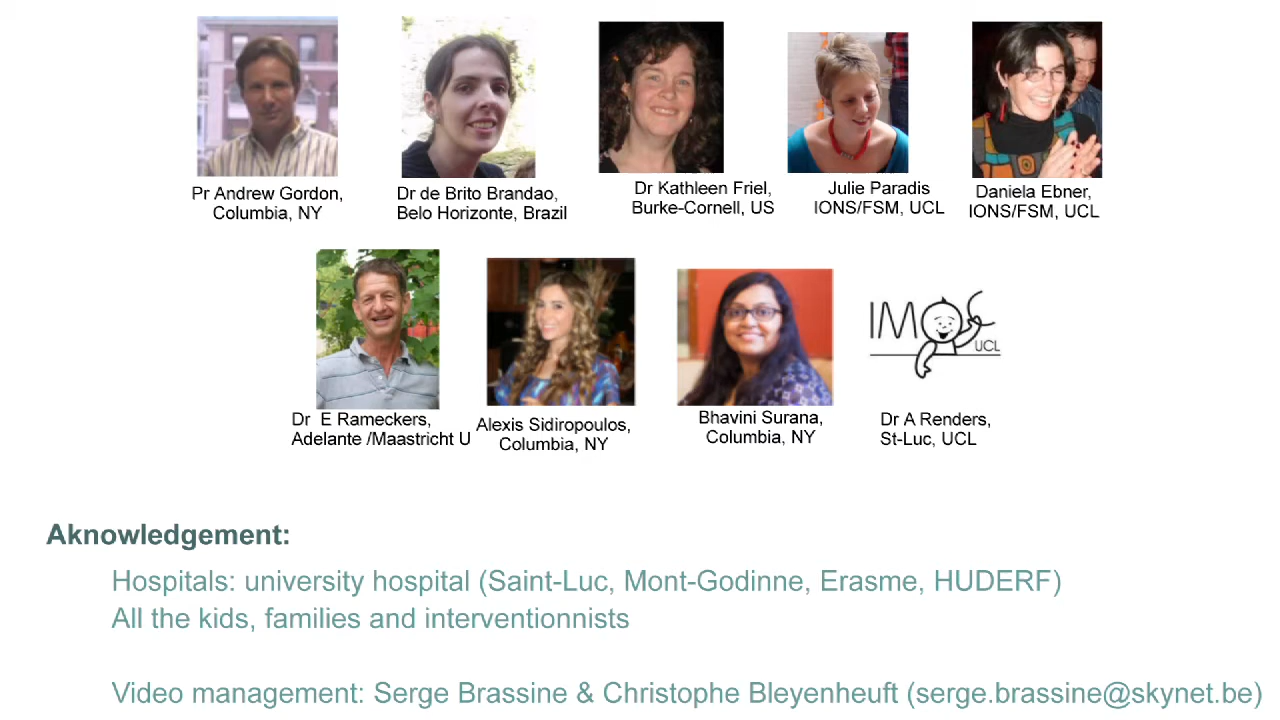 Pr Andrew Gordon,
Columbia, NY
Dr de Brito Brandao,
Belo Horizonte, Brazil
Dr Kathleen Friel,
Burke-Cornell, US
Julie Paradis
IONS/FSM, UCL
Daniela Ebner,
IONS/FSM, UCL
Dr E Rameckers,
Adelante /Maastricht U
Alexis Sidiropoulos,
Columbia, NY
Bhavini Surana,
Columbia, NY
IMOC
UCL
Dr A Renders,
St-Luc, UCL
Aknowledgement:
Hospitals: university hospital (Saint-Luc, Mont-Godinne, Erasme, HUDERF)
All the kids, families and interventionnists
Video management: Serge Brassine & Christophe Bleyenheuft (serge.brassine@skynet.be)